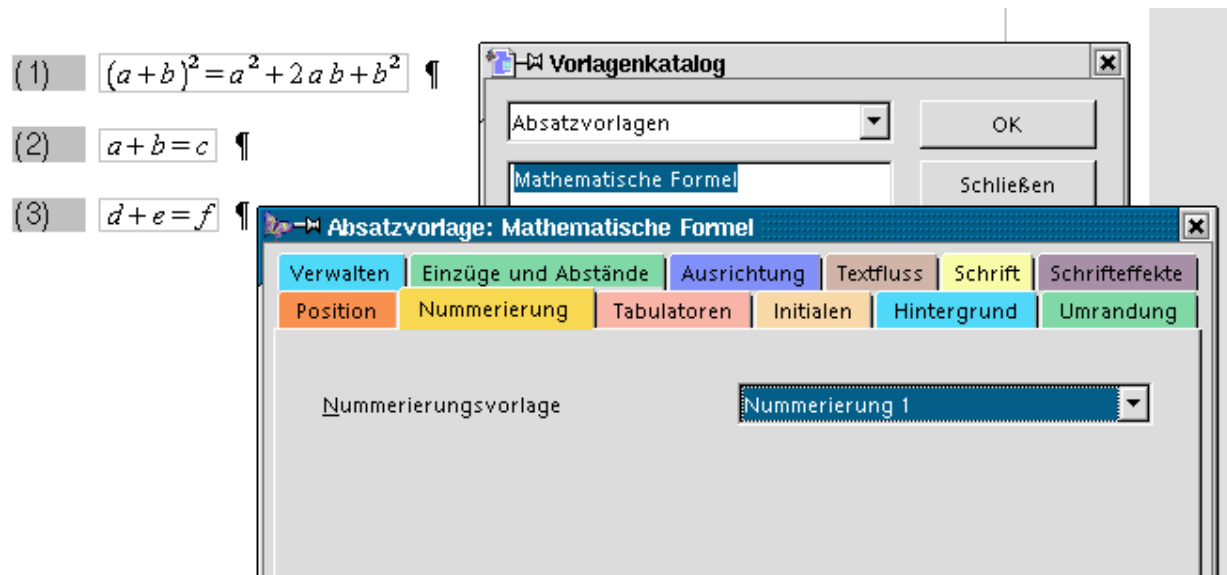 (1) (a+b)²=a²+2ab+b² ¶
(2) a+b=c ¶
(3) d+e=f ¶
Vorlagenkatalog
Absatzvorlagen
OK
Mathematische Formel
Schließen
Absatzvorlage: Mathematische Formel
Verwalten Einzüge und Abstände Ausrichtung Textfluss Schrift Schrifteffekte
Position Nummerierung Tabulatoren Initialen Hintergrund Umrandung
Nummerierungsvorlage Nummerierung 1